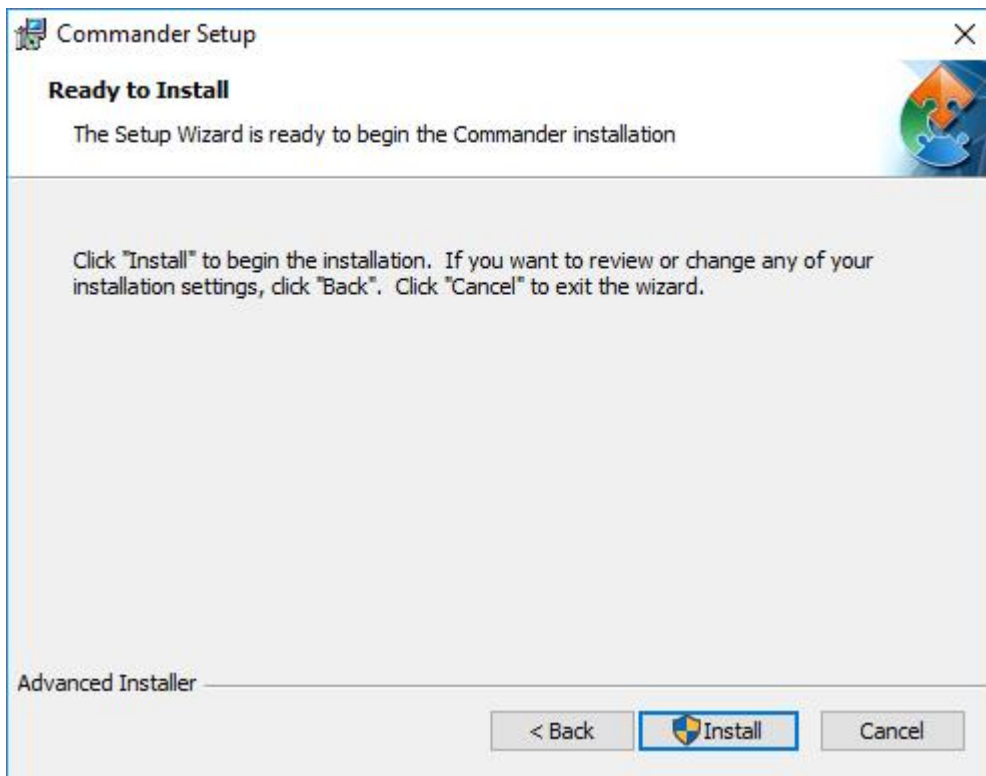 Commander Setup
Ready to Install
The Setup Wizard is ready to begin the Commander installation
Click "Install" to begin the installation.  If you want to review or change any of your
installation settings, click "Back".  Click "Cancel" to exit the wizard.
Advanced Installer
< Back Install Cancel